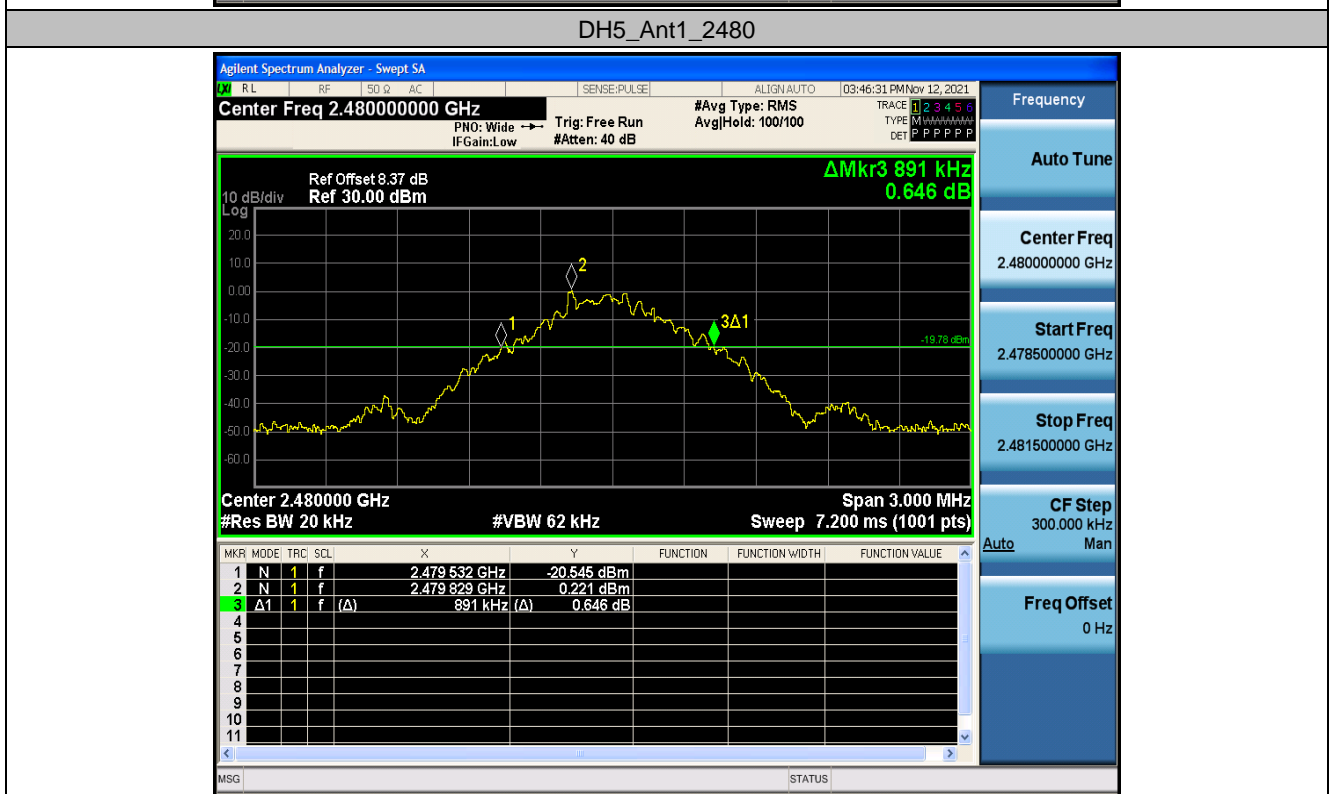 DH5_Ant1_2480
Agilent Spectrum Analyzer - Swept SA
LXI RL RF 50 Ω AC SENSE:PULSE ALIGN AUTO 03:46:31 PM Nov 12, 2021
Center Freq 2.480000000 GHz #Avg Type: RMS TRACE 1 2 3 4 5 6
PNO: Wide Trig: Free Run Avg|Hold: 100/100 TYPE M
IFGain:Low #Atten: 40 dB DET P P P P P P
ΔMkr3 891 kHz
0.646 dB
Ref Offset 8.37 dB
10 dB/div Ref 30.00 dBm
Log
20.0
10.0
0.00
-10.0
-20.0
-30.0
-40.0
-50.0
-60.0
2
1
3Δ1
-19.78 dBm
Center 2.480000 GHz Span 3.000 MHz
#Res BW 20 kHz #VBW 62 kHz Sweep 7.200 ms (1001 pts)
MKR MODE TRC SCL X Y FUNCTION FUNCTION WIDTH FUNCTION VALUE
1 N 1 f 2.479 532 GHz -20.545 dBm
2 N 1 f 2.479 829 GHz 0.221 dBm
3 Δ1 1 f (Δ) 891 kHz (Δ) 0.646 dB
4
5
6
7
8
9
10
11
MSG STATUS
Frequency
Auto Tune
Center Freq
2.480000000 GHz
Start Freq
2.478500000 GHz
Stop Freq
2.481500000 GHz
CF Step
300.000 kHz
Auto Man
Freq Offset
0 Hz